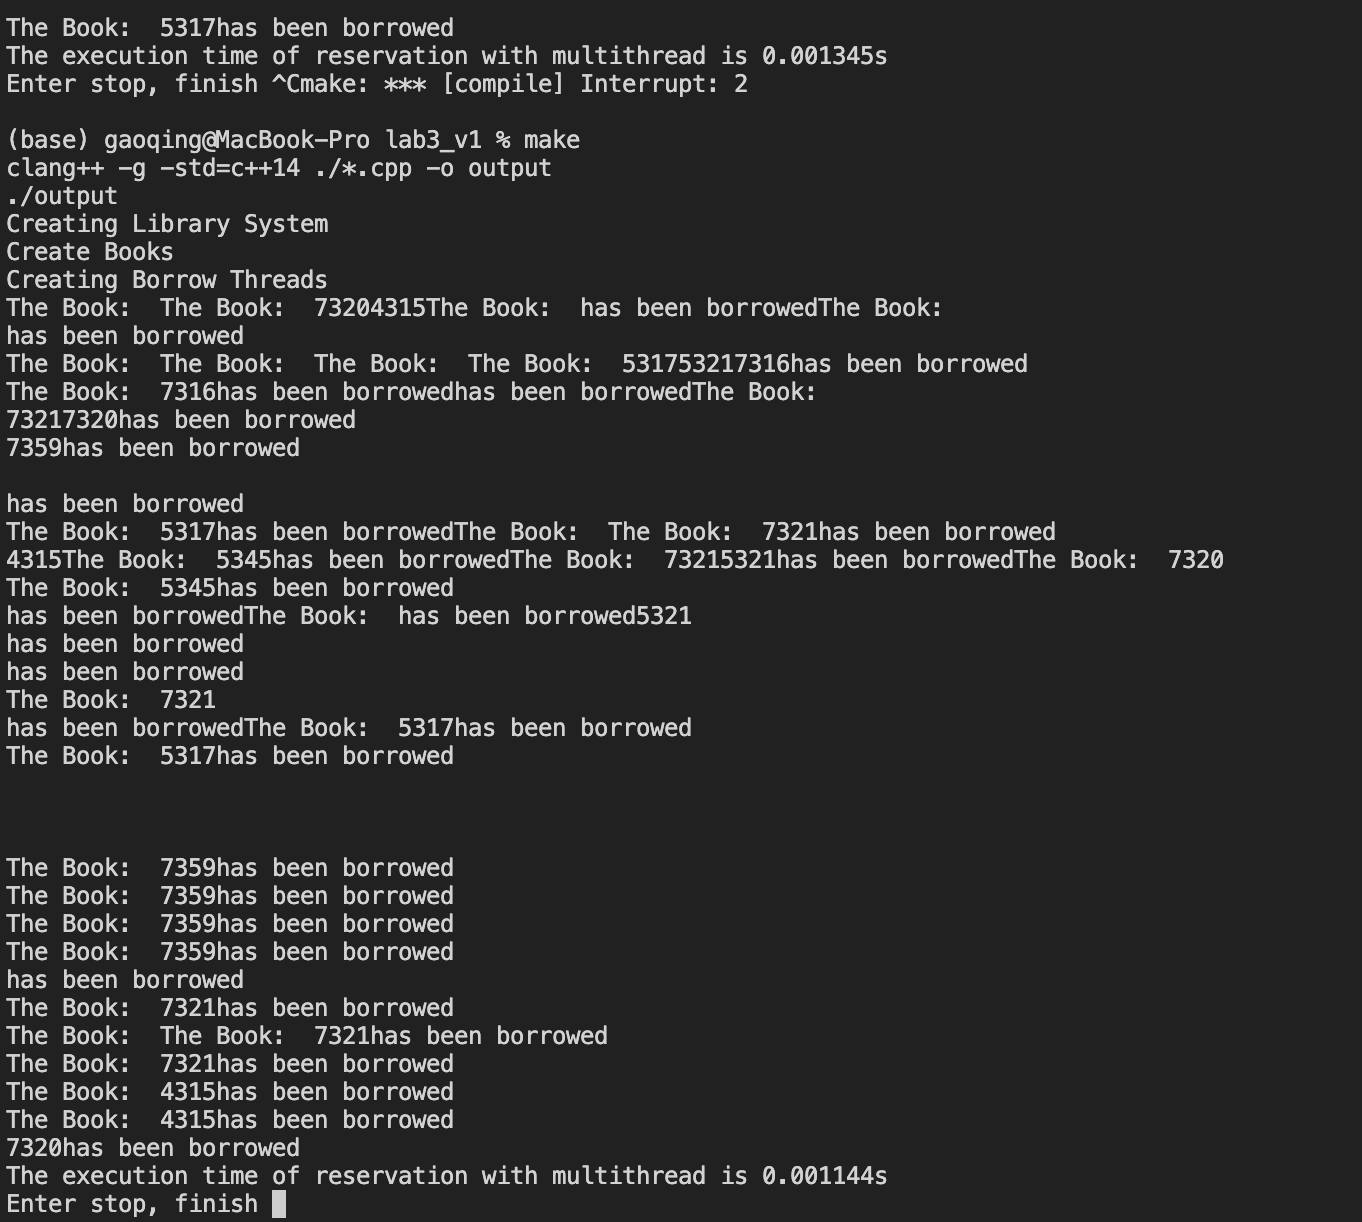 The Book:  5317has been borrowed
The execution time of reservation with multithread is 0.001345s
Enter stop, finish ^Cmake: *** [compile] Interrupt: 2
(base) gaoqing@MacBook-Pro lab3_v1 % make
clang++ -g -std=c++14 ./*.cpp -o output
./output
Creating Library System
Create Books
Creating Borrow Threads
The Book:  The Book:  73204315The Book:  has been borrowedThe Book:
has been borrowed
The Book:  The Book:  The Book:  The Book:  531753217316has been borrowed
The Book:  7316has been borrowedhas been borrowedThe Book:
73217320has been borrowed
7359has been borrowed
has been borrowed
The Book:  5317has been borrowedThe Book:  The Book:  7321has been borrowed
4315The Book:  5345has been borrowedThe Book:  73215321has been borrowedThe Book:  7320
The Book:  5345has been borrowed
has been borrowedThe Book:  has been borrowed5321
has been borrowed
has been borrowed
The Book:  7321
has been borrowedThe Book:  5317has been borrowed
The Book:  5317has been borrowed
The Book:  7359has been borrowed
The Book:  7359has been borrowed
The Book:  7359has been borrowed
The Book:  7359has been borrowed
has been borrowed
The Book:  7321has been borrowed
The Book:  The Book:  7321has been borrowed
The Book:  7321has been borrowed
The Book:  4315has been borrowed
The Book:  4315has been borrowed
7320has been borrowed
The execution time of reservation with multithread is 0.001144s
Enter stop, finish